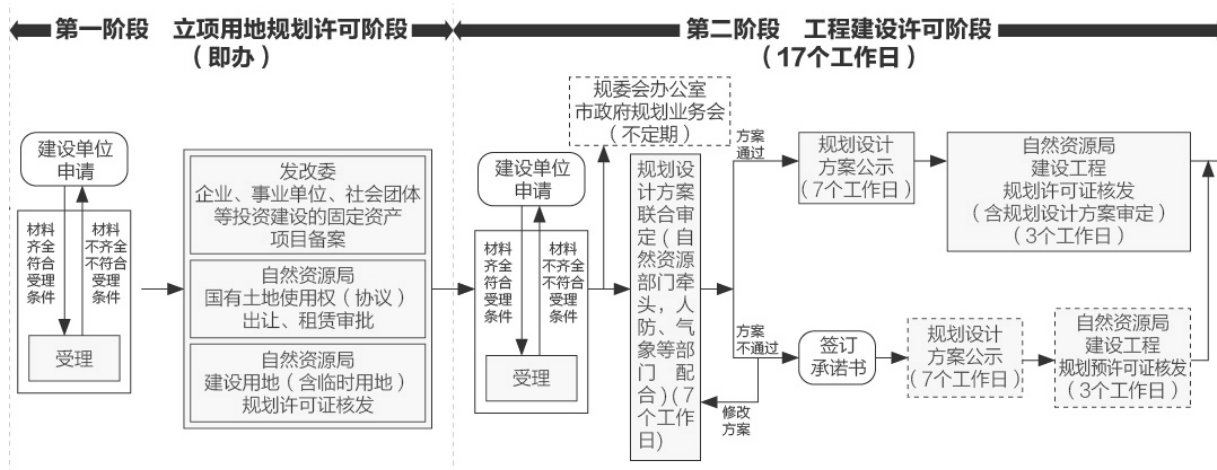 第一阶段 立项用地规划许可阶段
（即办）
第二阶段 工程建设许可阶段
（17个工作日）
建设单位
申请
材料
齐全
符合
受理
条件
材料
不齐全
不符合
受理
条件
受理
发改委
企业、事业单位、社会团体
等投资建设的固定资产
项目备案
自然资源局
国有土地使用权（协议）
出让、租赁审批
自然资源局
建设用地（含临时用地）
规划许可证核发
建设单位
申请
材料
齐全
符合
受理
条件
材料
不齐全
不符合
受理
条件
受理
规委会办公室
市政府规划业务会
（不定期）
规划设
计方案
联合审
定（自
然资源
部门牵
头，人
防、气
象等部
门配
合）（7
个工作
日）
方案
通过
规划设计
方案公示
（7个工作日）
自然资源局
建设工程
规划许可证核发
（含规划设计方案审定）
（3个工作日）
方案
不通过
修改
方案
签订
承诺书
规划设计
方案公示
（7个工作日）
自然资源局
建设工程
规划预许可证核发
（3个工作日）